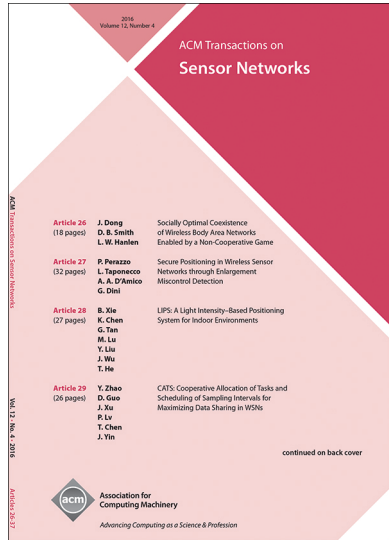 2016
Volume 12, Number 4
ACM Transactions on
Sensor Networks
ACM Transactions on Sensor Networks
Vol. 12 • No. 4 • 2016
Articles 26-37
Article 26
(18 pages)
J. Dong
D. B. Smith
L. W. Hanlen
Socially Optimal Coexistence
of Wireless Body Area Networks
Enabled by a Non-Cooperative Game
Article 27
(32 pages)
P. Perazzo
L. Taponecco
A. A. D'Amico
G. Dini
Secure Positioning in Wireless Sensor
Networks through Enlargement
Miscontrol Detection
Article 28
(27 pages)
B. Xie
K. Chen
G. Tan
M. Lu
Y. Liu
J. Wu
T. He
LIPS: A Light Intensity–Based Positioning
System for Indoor Environments
Article 29
(26 pages)
Y. Zhao
D. Guo
J. Xu
P. Lv
T. Chen
J. Yin
CATS: Cooperative Allocation of Tasks and
Scheduling of Sampling Intervals for
Maximizing Data Sharing in WSNs
continued on back cover
acm
Association for
Computing Machinery
Advancing Computing as a Science & Profession